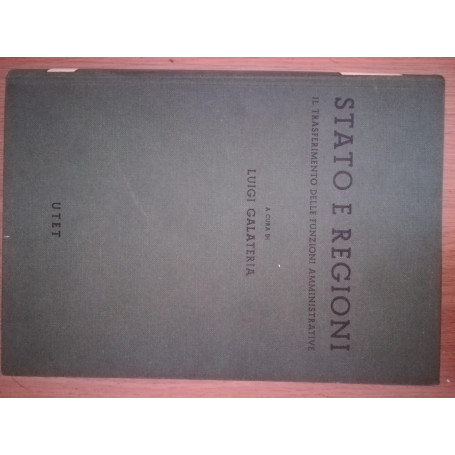 STATO E REGIONI
IL TRASFERIMENTO DELLE FUNZIONI AMMINISTRATIVE
A CURA DI
LUIGI GALATERIA
UTET